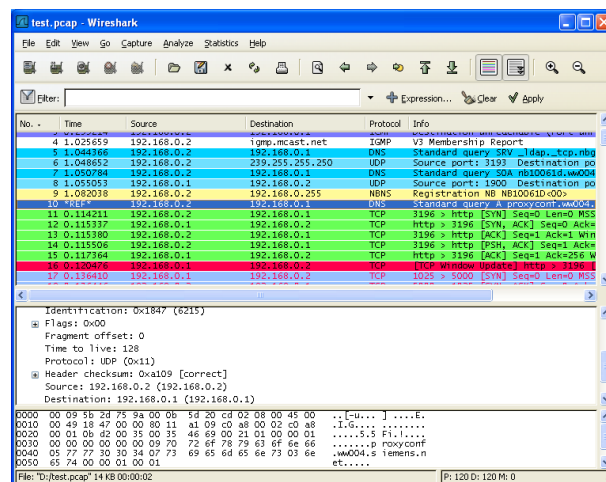 test.pcap - Wireshark
File Edit View Go Capture Analyze Statistics Help
Filter: Expression... Clear Apply
No. - Time Source Destination Protocol Info
4 1.025659 192.168.0.2 igmp.mcast.net IGMP V3 Membership Report
5 1.044366 192.168.0.2 192.168.0.1 DNS Standard query SRV _ldap._tcp.nbg
6 1.048652 192.168.0.2 239.255.255.250 UDP Source port: 3193 Destination po
7 1.050784 192.168.0.2 192.168.0.1 DNS Standard query SOA nb10061d.ww004
8 1.055053 192.168.0.1 192.168.0.2 UDP Source port: 1900 Destination po
9 1.082038 192.168.0.2 192.168.0.255 NBNS Registration NB NB10061D<00>
10 *REF* 192.168.0.2 192.168.0.1 DNS Standard query A proxyconf.ww004.
11 0.114211 192.168.0.2 192.168.0.1 TCP 3196 > http [SYN] Seq=0 Len=0 MSS
12 0.115337 192.168.0.1 192.168.0.2 TCP http > 3196 [SYN, ACK] Seq=0 Ack=
13 0.115380 192.168.0.2 192.168.0.1 TCP 3196 > http [ACK] Seq=1 Ack=1 Win
14 0.115506 192.168.0.2 192.168.0.1 TCP 3196 > http [PSH, ACK] Seq=1 Ack=
15 0.117364 192.168.0.1 192.168.0.2 TCP http > 3196 [ACK] Seq=1 Ack=256 W
16 0.120476 192.168.0.1 192.168.0.2 TCP [TCP Window Update] http > 3196 [
17 0.136410 192.168.0.1 192.168.0.2 TCP 1025 > 5000 [SYN] Seq=0 Len=0 MSS
Identification: 0x1847 (6215)
Flags: 0x00
Fragment offset: 0
Time to live: 128
Protocol: UDP (0x11)
Header checksum: 0xa109 [correct]
Source: 192.168.0.2 (192.168.0.2)
Destination: 192.168.0.1 (192.168.0.1)
0000 00 09 5b 2d 75 9a 00 0b 5d 20 cd 02 08 00 45 00 ..[-u... ] ....E.
0010 00 49 18 47 00 00 80 11 a1 09 c0 a8 00 02 c0 a8 .I.G.... ........
0020 00 01 0b d2 00 35 00 35 46 69 00 21 01 00 00 01 .....5.5 Fi.!....
0030 00 00 00 00 00 00 09 70 72 6f 78 79 63 6f 6e 66 .......p roxyconf
0040 05 77 77 30 30 34 07 73 69 65 6d 65 6e 73 03 6e .ww004.s iemens.n
0050 65 74 00 00 01 00 01 et.....
File: "D:/test.pcap" 14 KB 00:00:02 P: 120 D: 120 M: 0